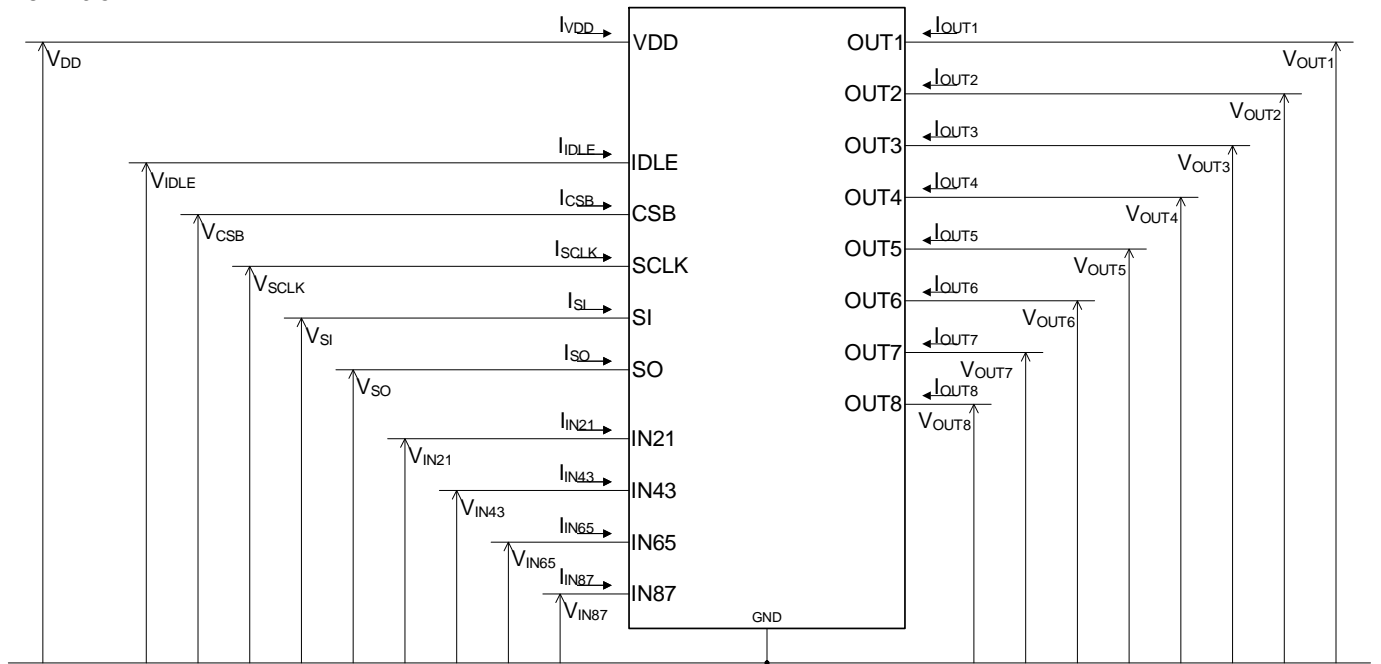 IVDD
VDD
OUT1
IOUT1
VDD
VOUT1
OUT2
IOUT2
VOUT2
OUT3
IOUT3
IIDLE
IDLE
VOUT3
VIDLE
OUT4
IOUT4
ICSB
CSB
VOUT4
VCSB
OUT5
IOUT5
ISCLK
SCLK
VOUT5
VSCLK
OUT6
IOUT6
ISI
SI
VOUT6
VSI
OUT7
IOUT7
ISO
SO
VOUT7
VSO
OUT8
IOUT8
VOUT8
IIN21
IN21
VIN21
IIN43
IN43
VIN43
IIN65
IN65
VIN65
IIN87
IN87
VIN87
GND